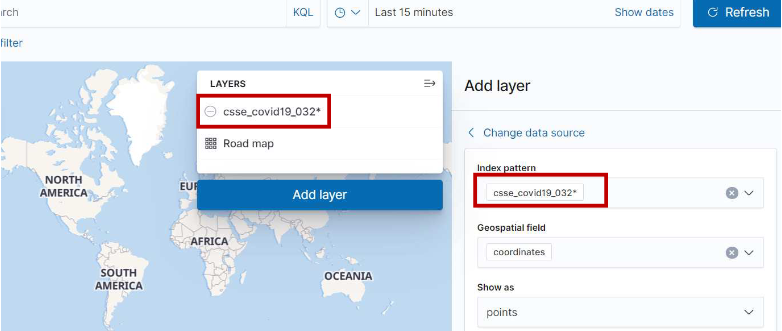 arch
KQL
Last 15 minutes
Show dates
Refresh
filter
LAYERS
csse_covid19_032*
Road map
Add layer
NORTH
AMERICA
EUR
AFRICA
SOUTH
AMERICA
OCEANIA
Add layer
Change data source
Index pattern
csse_covid19_032*
Geospatial field
coordinates
Show as
points